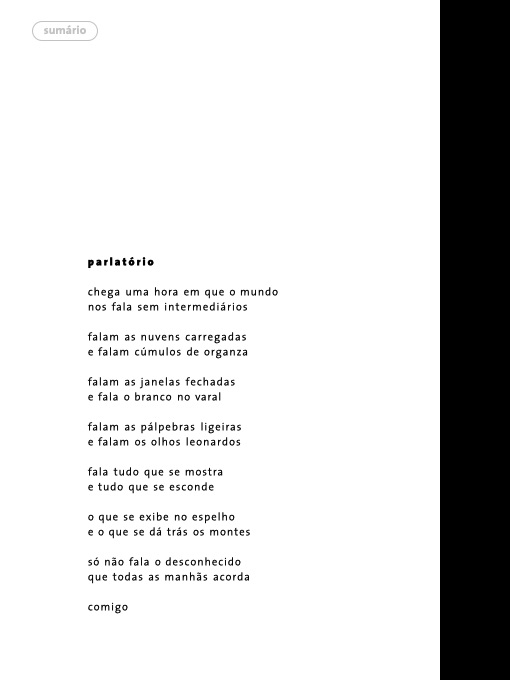 sumário
parlatório
chega uma hora em que o mundo
nos fala sem intermediários
falam as nuvens carregadas
e falam cúmulos de organza
falam as janelas fechadas
e fala o branco no varal
falam as pálpebras ligeiras
e falam os olhos leonardos
fala tudo que se mostra
e tudo que se esconde
o que se exibe no espelho
e o que se dá trás os montes
só não fala o desconhecido
que todas as manhãs acorda
comigo